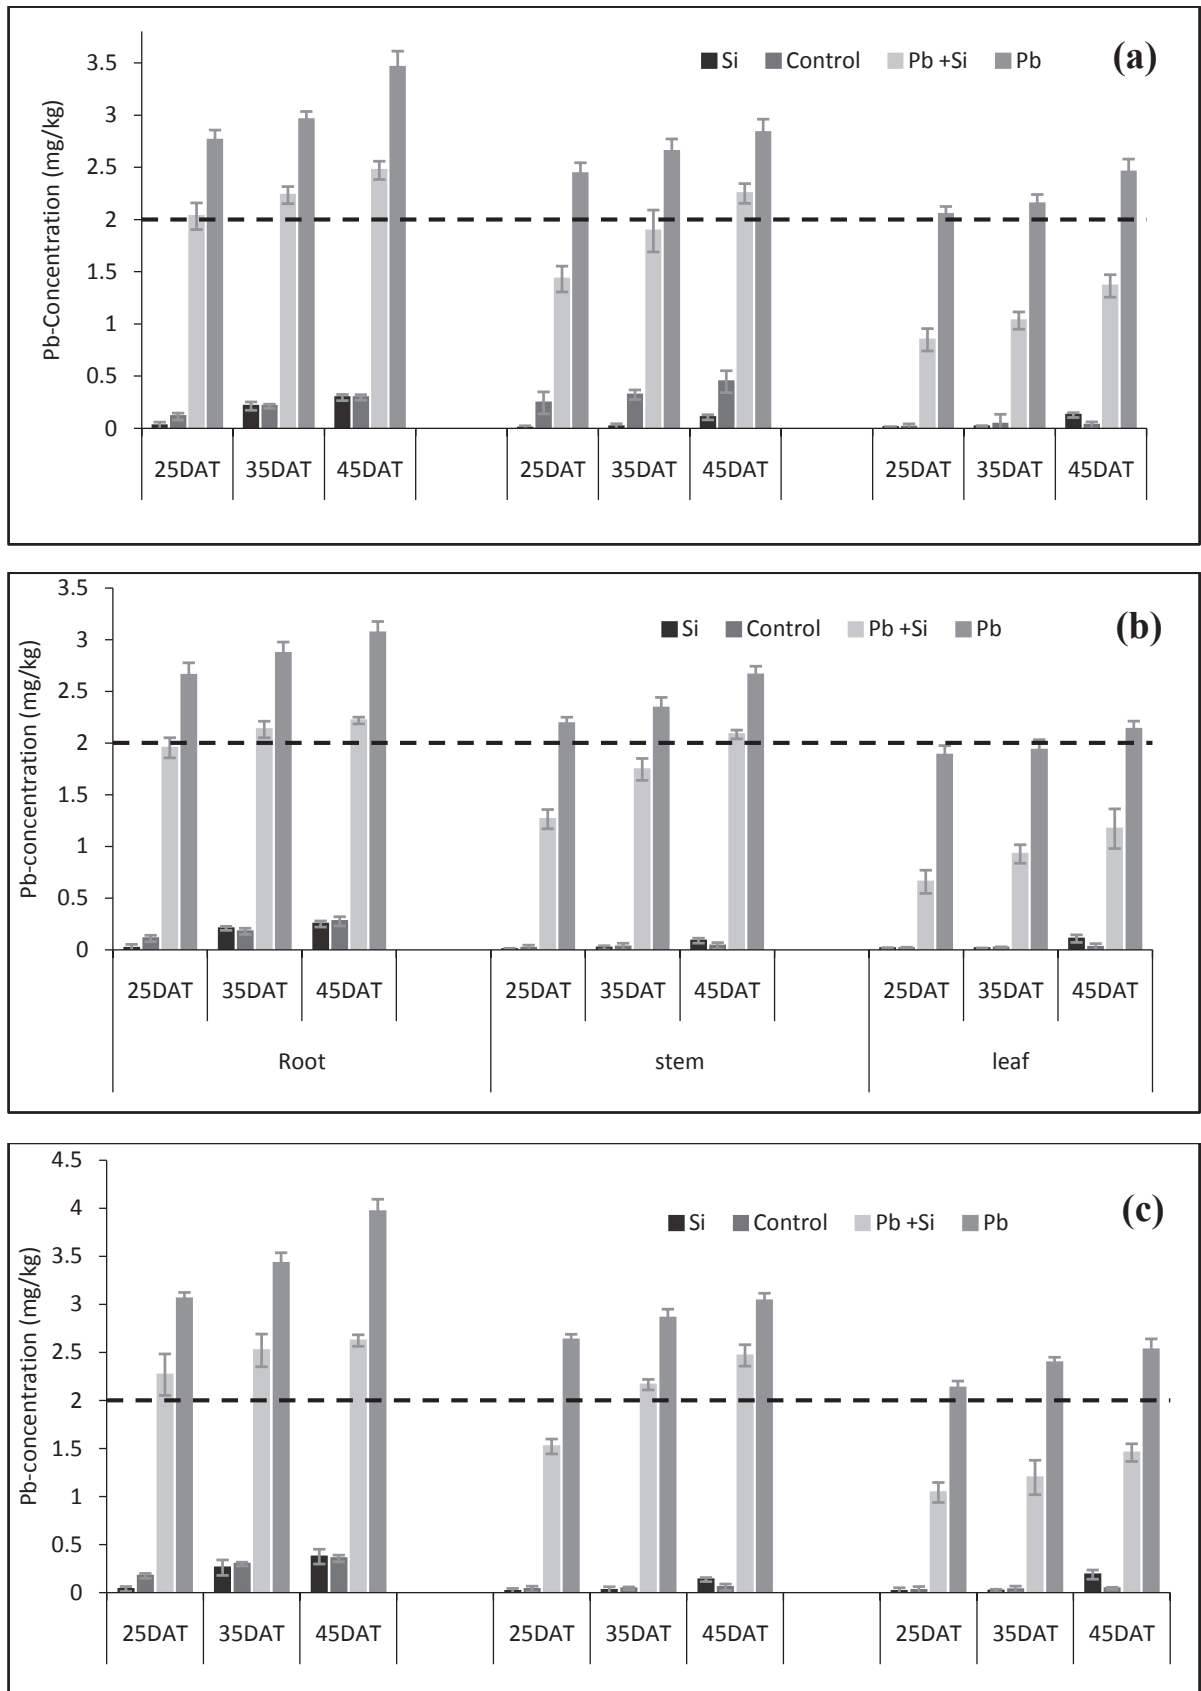 (a)
Si Control Pb +Si Pb
Pb-Concentration (mg/kg)
3.5
3
2.5
2
1.5
1
0.5
0
25DAT 35DAT 45DAT 25DAT 35DAT 45DAT 25DAT 35DAT 45DAT
(b)
Si Control Pb +Si Pb
Pb-concentration (mg/kg)
3.5
3
2.5
2
1.5
1
0.5
0
25DAT 35DAT 45DAT 25DAT 35DAT 45DAT 25DAT 35DAT 45DAT
Root stem leaf
(c)
Si Control Pb +Si Pb
Pb-concentration (mg/kg)
4.5
4
3.5
3
2.5
2
1.5
1
0.5
0
25DAT 35DAT 45DAT 25DAT 35DAT 45DAT 25DAT 35DAT 45DAT